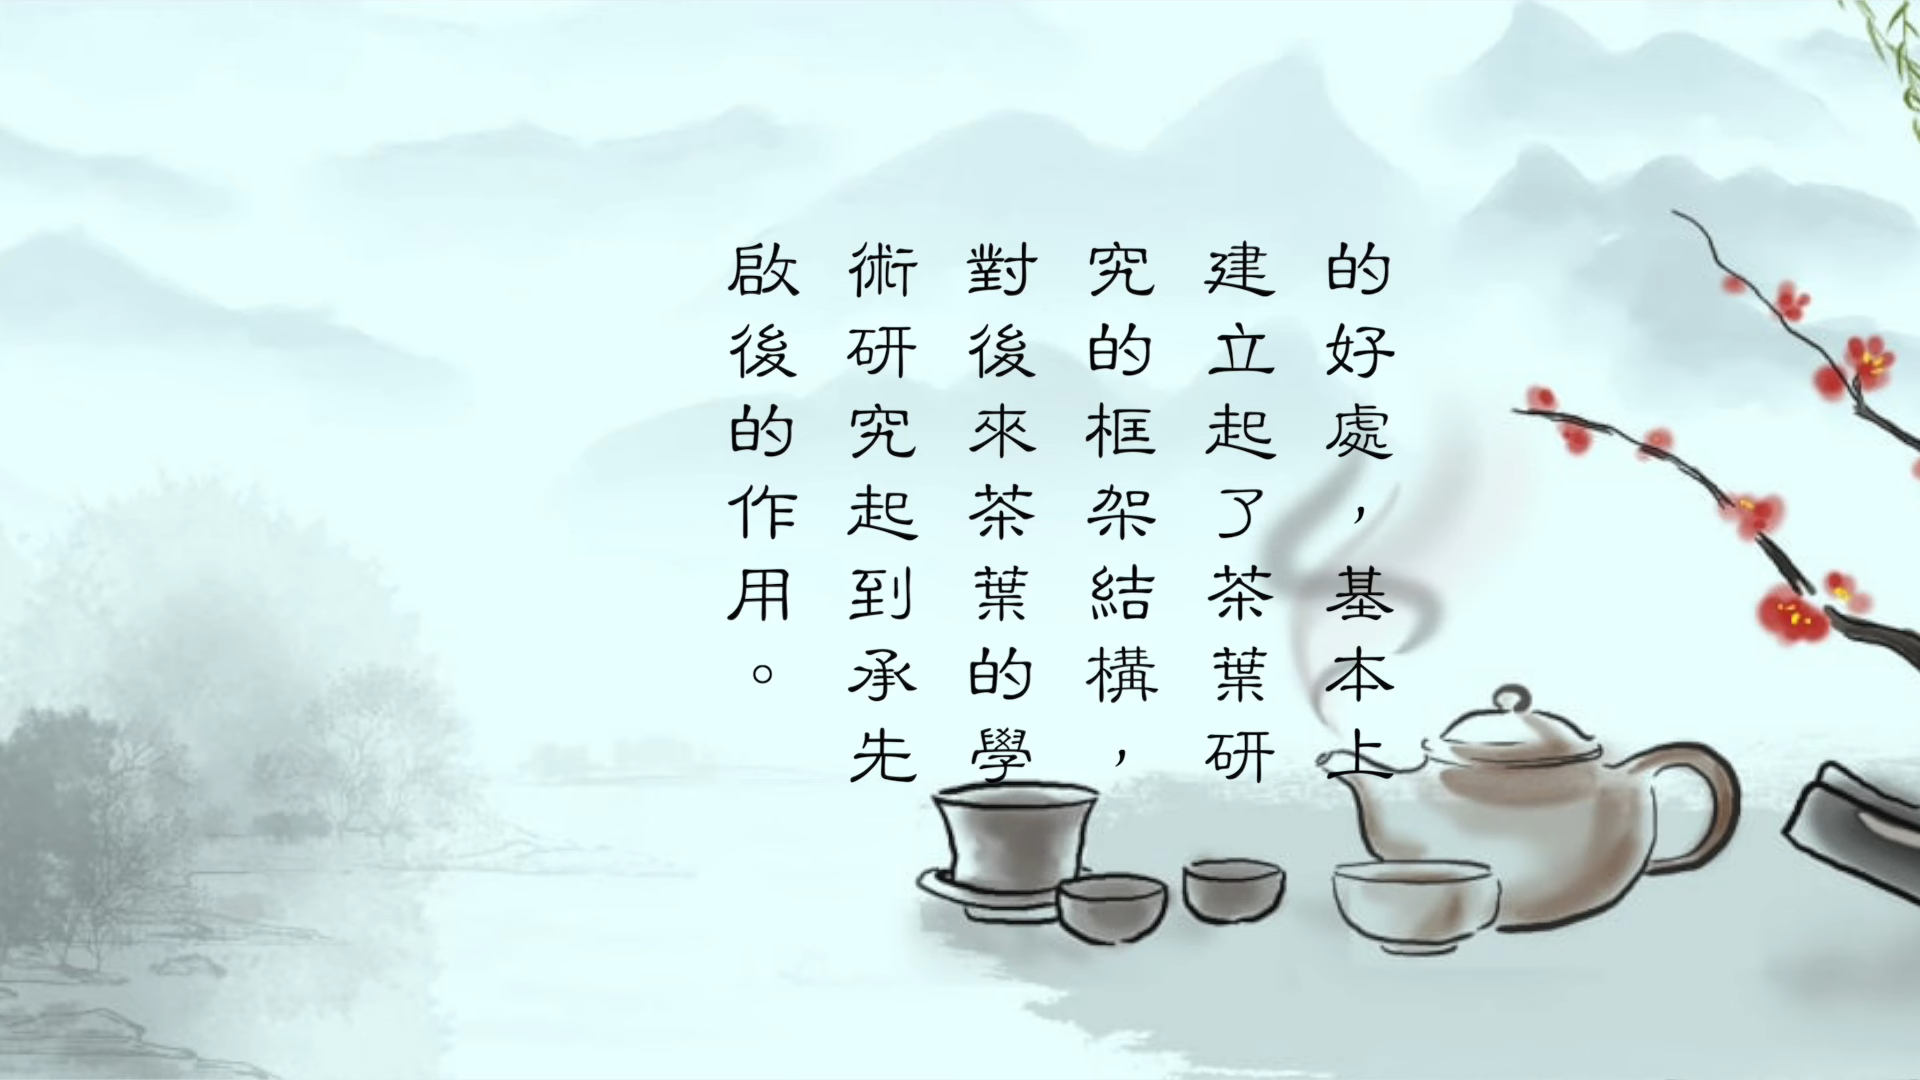 的好處，基本上
建立起了茶葉研
究的框架結構，
對後來茶葉的學
術研究起到承先
啟後的作用。